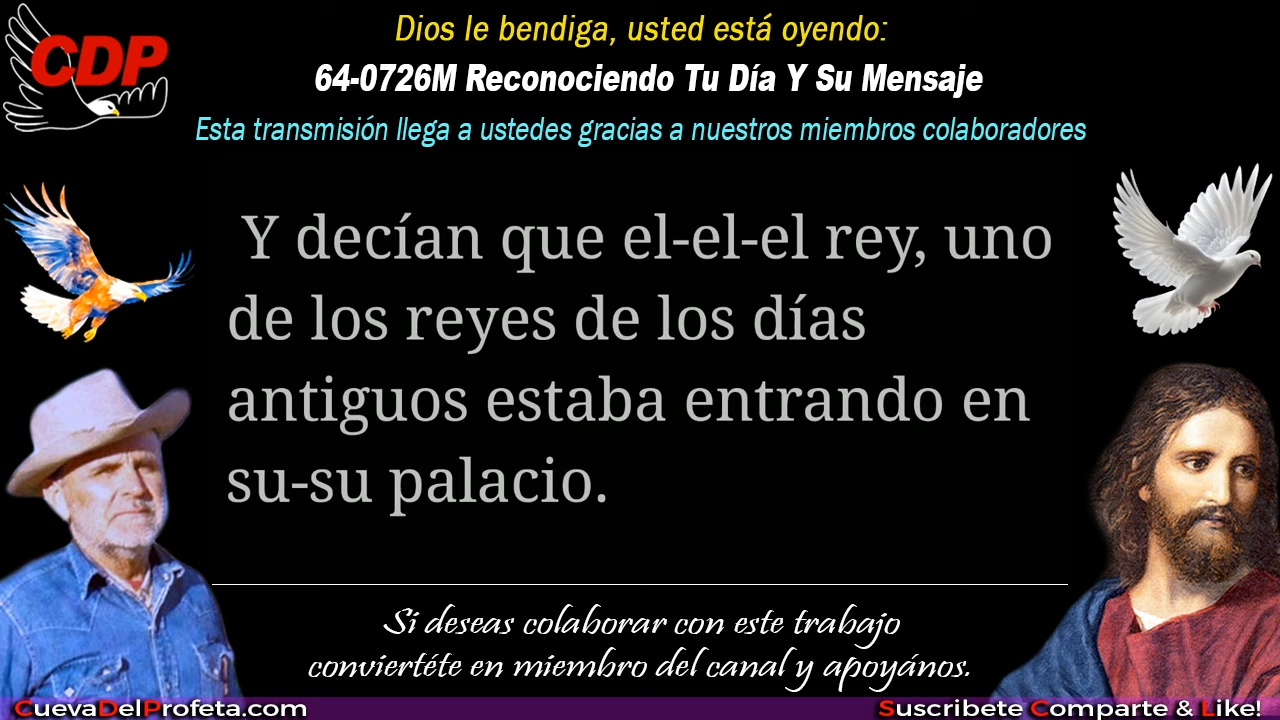 CDP
Dios le bendiga, usted está oyendo:
64-0726M Reconociendo Tu Día Y Su Mensaje
Esta transmisión llega a ustedes gracias a nuestros miembros colaboradores
Y decían que el-el-el rey, uno
de los reyes de los días
antiguos estaba entrando en
su-su palacio.
Si deseas colaborar con este trabajo
conviertéte en miembro del canal y apoyános.
CuevaDelProfeta.com
Suscribete Comparte & Like!